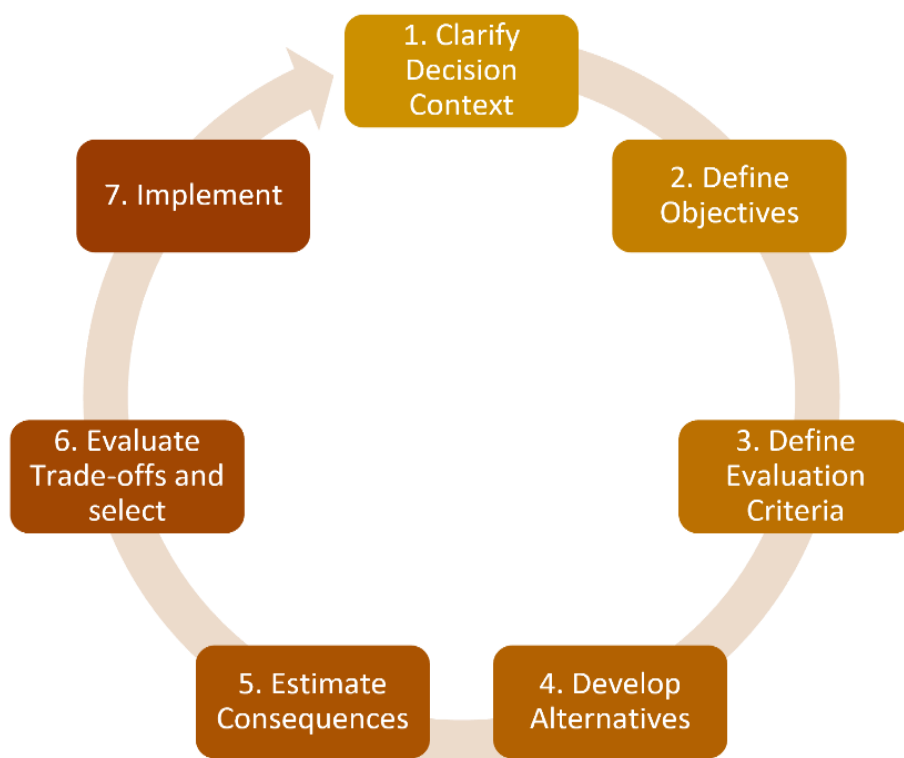 1. Clarify
Decision
Context
2. Define
Objectives
3. Define
Evaluation
Criteria
4. Develop
Alternatives
5. Estimate
Consequences
6. Evaluate
Trade-offs and
select
7. Implement